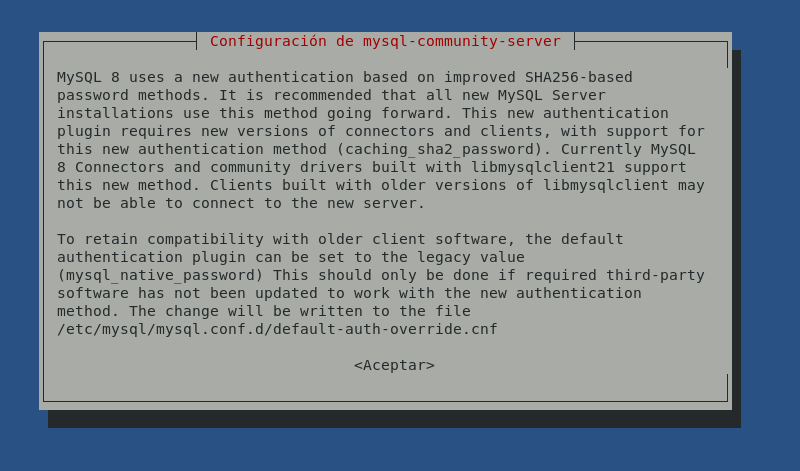 Configuración de mysql-community-server
MySQL 8 uses a new authentication based on improved SHA256-based
password methods. It is recommended that all new MySQL Server
installations use this method going forward. This new authentication
plugin requires new versions of connectors and clients, with support for
this new authentication method (caching_sha2_password). Currently MySQL
8 Connectors and community drivers built with libmysqlclient21 support
this new method. Clients built with older versions of libmysqlclient may
not be able to connect to the new server.
To retain compatibility with older client software, the default
authentication plugin can be set to the legacy value
(mysql_native_password) This should only be done if required third-party
software has not been updated to work with the new authentication
method. The change will be written to the file
/etc/mysql/mysql.conf.d/default-auth-override.cnf
<Aceptar>